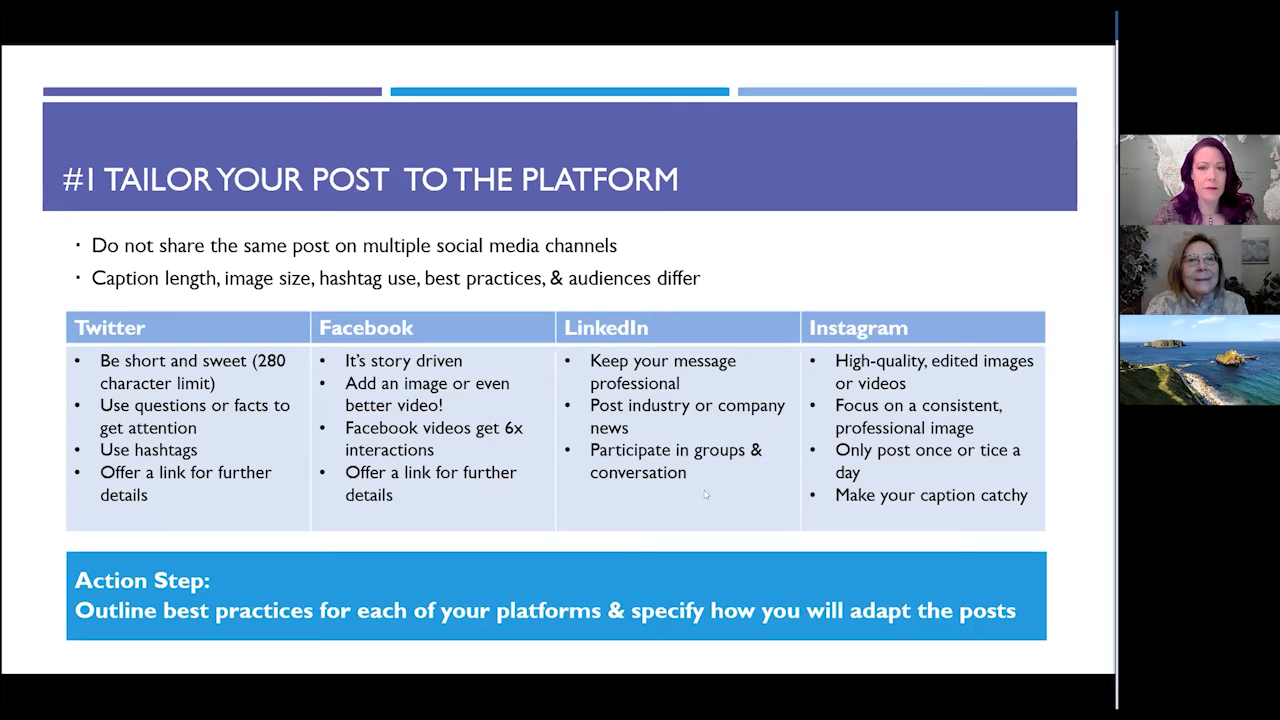 #1 TAILOR YOUR POST TO THE PLATFORM
Do not share the same post on multiple social media channels
Caption length, image size, hashtag use, best practices, & audiences differ
Twitter
Be short and sweet (280
character limit)
Use questions or facts to
get attention
Use hashtags
Offer a link for further
details
Facebook
It's story driven
Add an image or even
better video!
Facebook videos get 6x
interactions
Offer a link for further
details
LinkedIn
Keep your message
professional
Post industry or company
news
Participate in groups &
conversation
Instagram
High-quality, edited images
or videos
Focus on a consistent,
professional image
Only post once or tice a
day
Make your caption catchy
Action Step:
Outline best practices for each of your platforms & specify how you will adapt the posts